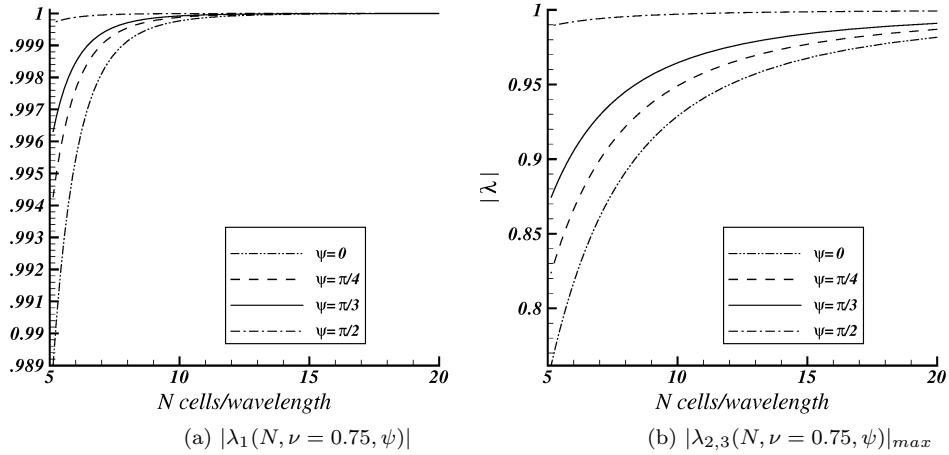 1
.999
.998
.997
.996
.995
.994
.993
.992
.991
0.99
.989
5 10 15 20
N cells/wavelength
ψ= 0
ψ= π/4
ψ= π/3
ψ= π/2
(a) |λ₁(N, ν = 0.75, ψ)|
1
0.95
0.9
0.85
0.8
|λ|
5 10 15 20
N cells/wavelength
ψ= 0
ψ= π/4
ψ= π/3
ψ= π/2
(b) |λ₂,₃(N, ν = 0.75, ψ)|ₘₐₓ